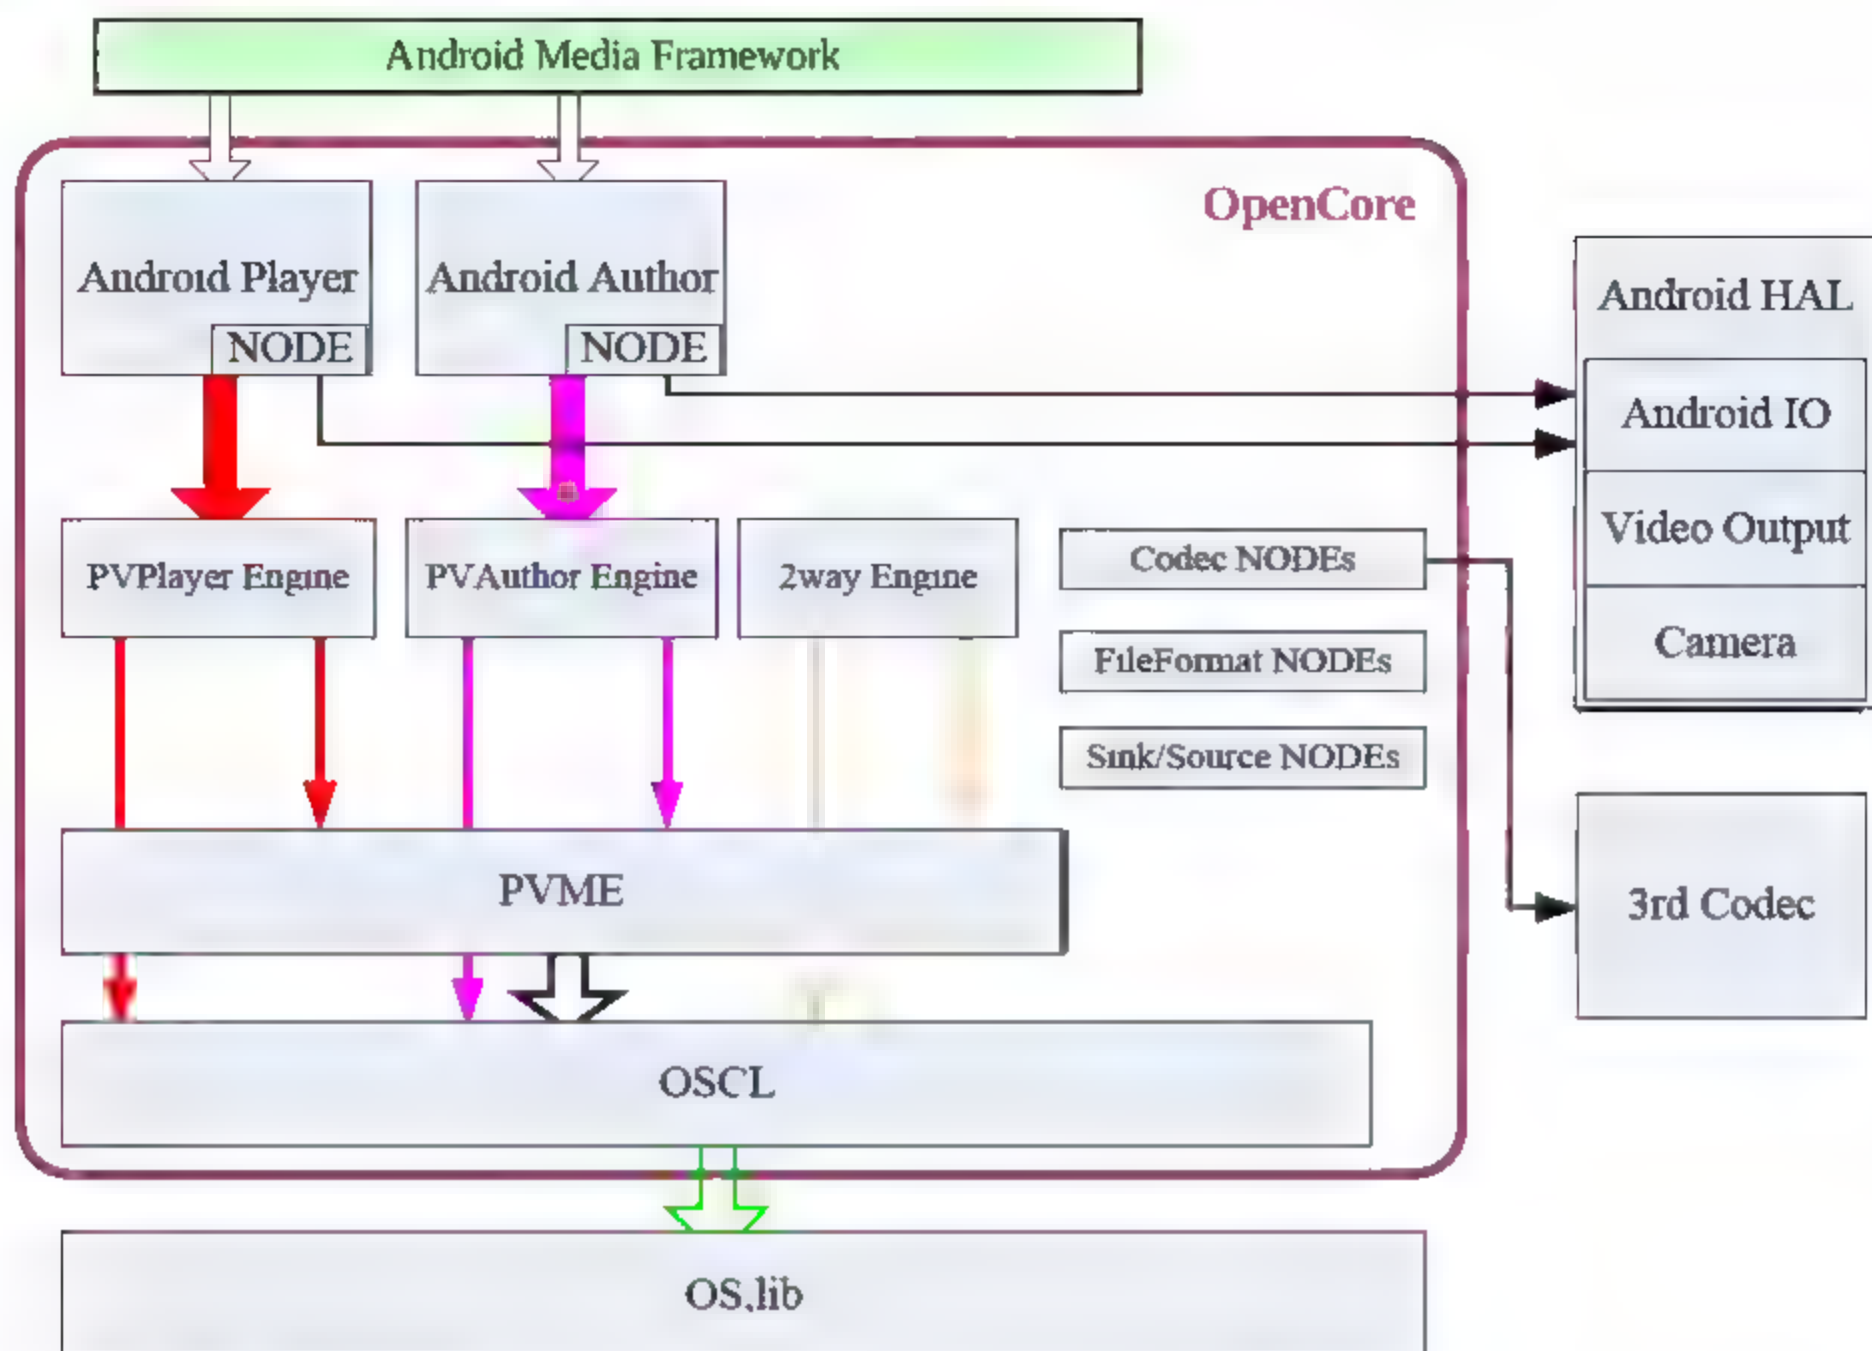 Android Media Framework
OpenCore
Android Player
NODE
Android Author
NODE
Android HAL
Android IO
Video Output
Camera
PVPlayer Engine
PVAuthor Engine
2way Engine
Codec NODEs
FileFormat NODEs
Sink/Source NODEs
PVME
3rd Codec
OSCL
OS.lib